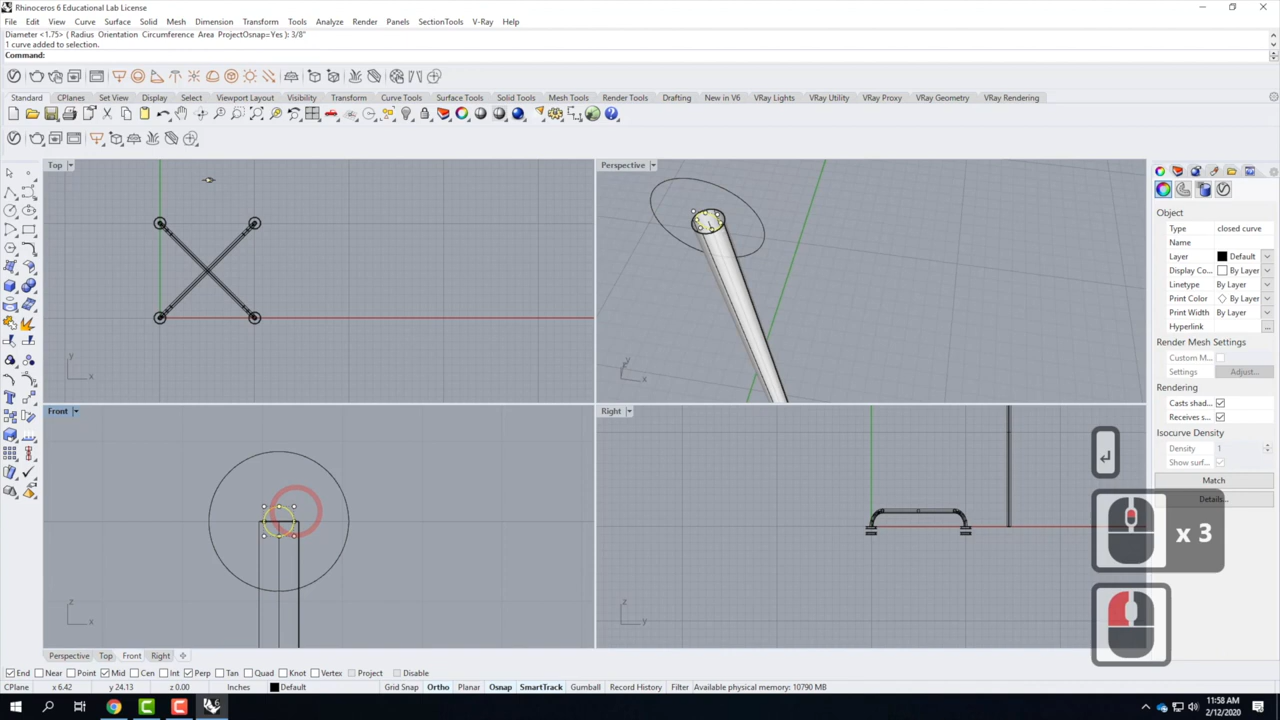 Rhinoceros 6 Educational Lab License
File Edit View Curve Surface Solid Mesh Dimension Transform Tools Analyze Render Panels SectionTools V-Ray Help
Diameter <1.75> ( Radius Orientation Circumference Area ProjectOsnap=Yes ): 3/8"
1 curve added to selection.
Command:
Standard CPlanes Set View Display Select Viewport Layout Visibility Transform Curve Tools Surface Tools Solid Tools Mesh Tools Render Tools Drafting New in V6 VRay Lights VRay Utility VRay Proxy VRay Geometry VRay Rendering
Top Perspective
Object
Type closed curve
Name
Layer Default
Display Co... By Layer
Linetype By Layer
Print Color By Layer
Print Width By Layer
Hyperlink ...
Render Mesh Settings
Custom M...
Settings Adjust...
Rendering
Casts shad...
Receives s...
Isocurve Density
Density 1
Show surf...
Match
Details...
y x
y x
Front Right
x 3
z x
z y
Perspective Top Front Right
End Near Point Mid Cen Int Perp Tan Quad Knot Vertex Project Disable
CPlane x 6.42 y 24.13 z 0.00 Inches Default Grid Snap Ortho Planar Osnap SmartTrack Gumball Record History Filter Available physical memory: 10790 MB
11:58 AM
2/12/2020